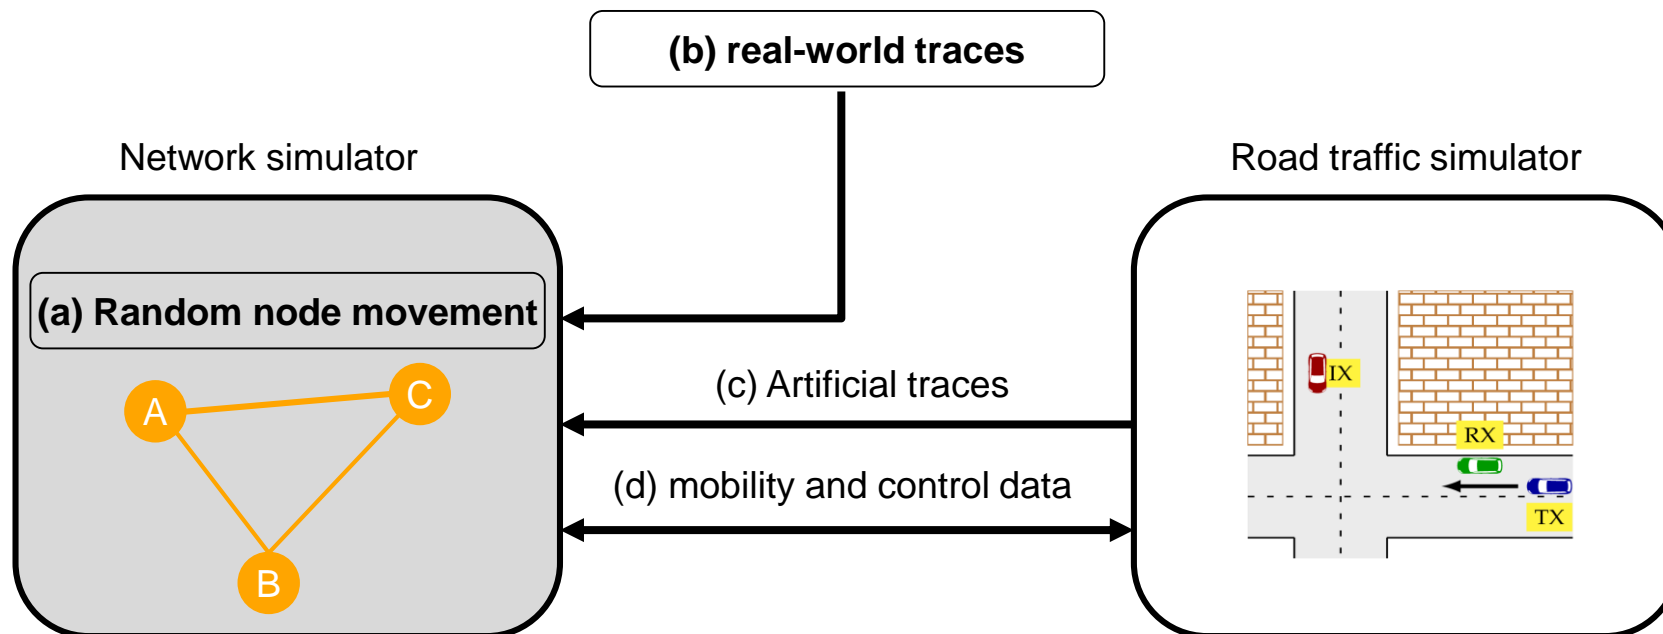 (b) real-world traces
Network simulator
Road traffic simulator
(a) Random node movement
A
C
B
(c) Artificial traces
(d) mobility and control data
IX
RX
TX